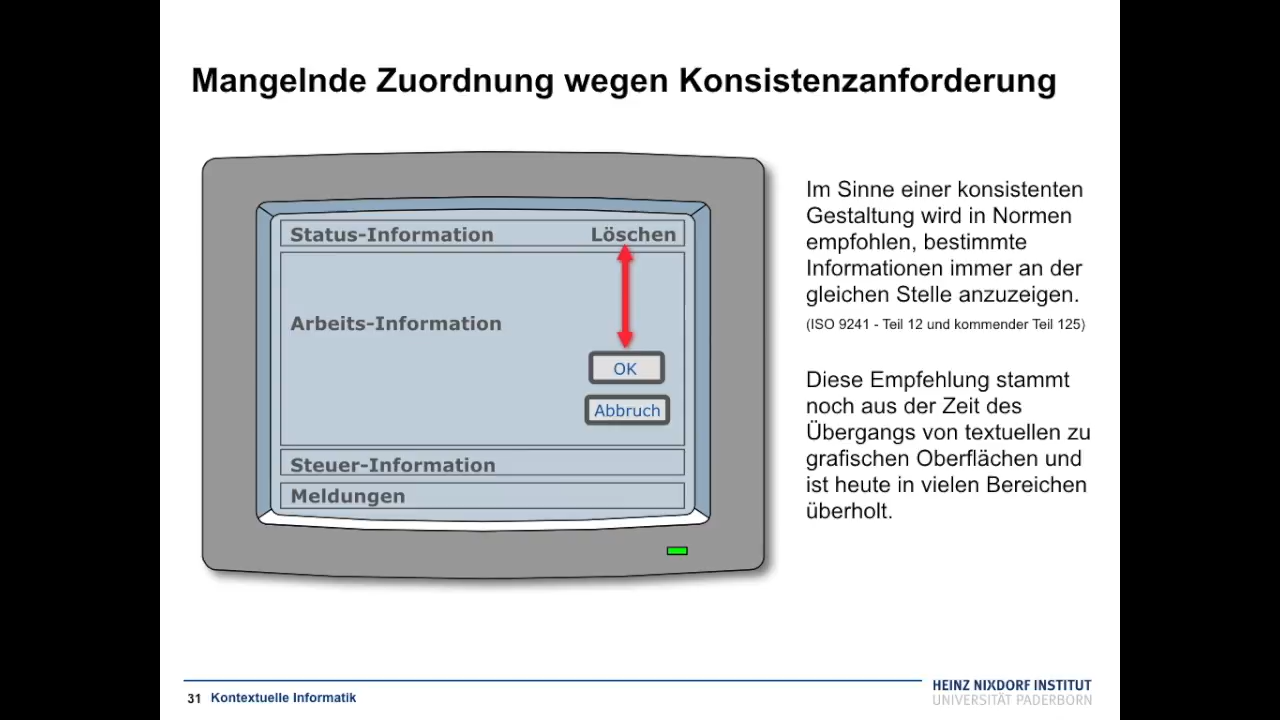 Mangelnde Zuordnung wegen Konsistenzanforderung
Status-Information Löschen
Arbeits-Information
OK
Abbruch
Steuer-Information
Meldungen
Im Sinne einer konsistenten
Gestaltung wird in Normen
empfohlen, bestimmte
Informationen immer an der
gleichen Stelle anzuzeigen.
(ISO 9241 - Teil 12 und kommender Teil 125)
Diese Empfehlung stammt
noch aus der Zeit des
Übergangs von textuellen zu
grafischen Oberflächen und
ist heute in vielen Bereichen
überholt.
31 Kontextuelle Informatik
HEINZ NIXDORF INSTITUT
UNIVERSITÄT PADERBORN